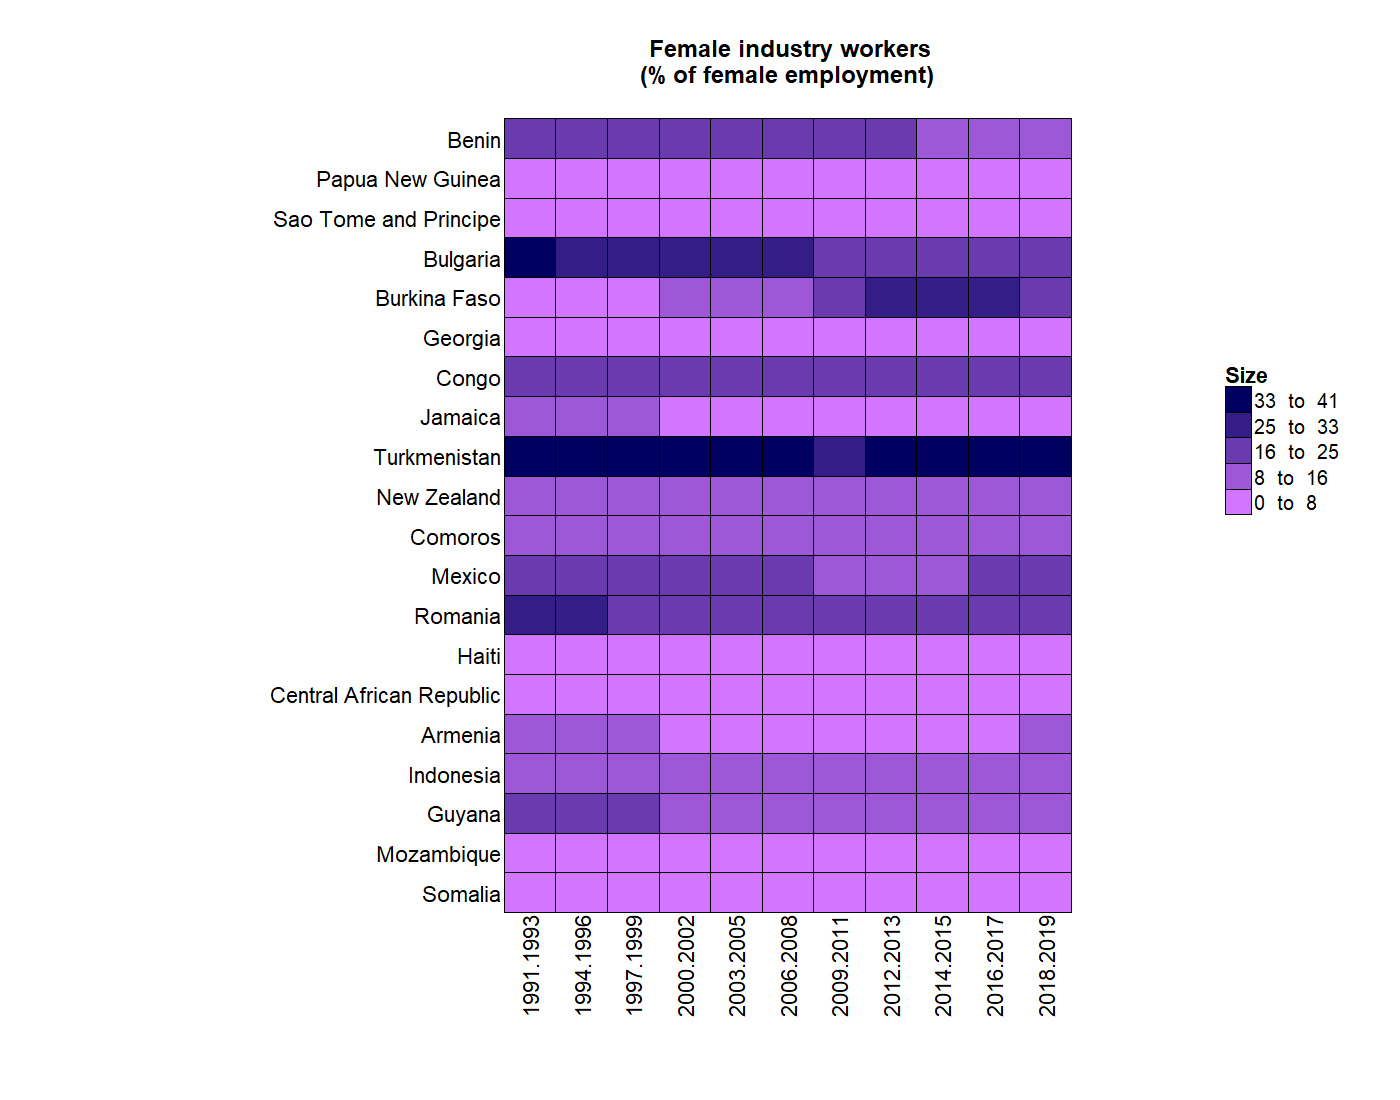 Female industry workers
(% of female employment)
Benin
Papua New Guinea
Sao Tome and Principe
Bulgaria
Burkina Faso
Georgia
Congo
Jamaica
Turkmenistan
New Zealand
Comoros
Mexico
Romania
Haiti
Central African Republic
Armenia
Indonesia
Guyana
Mozambique
Somalia
1991.1993
1994.1996
1997.1999
2000.2002
2003.2005
2006.2008
2009.2011
2012.2013
2014.2015
2016.2017
2018.2019
Size
33 to 41
25 to 33
16 to 25
8 to 16
0 to 8